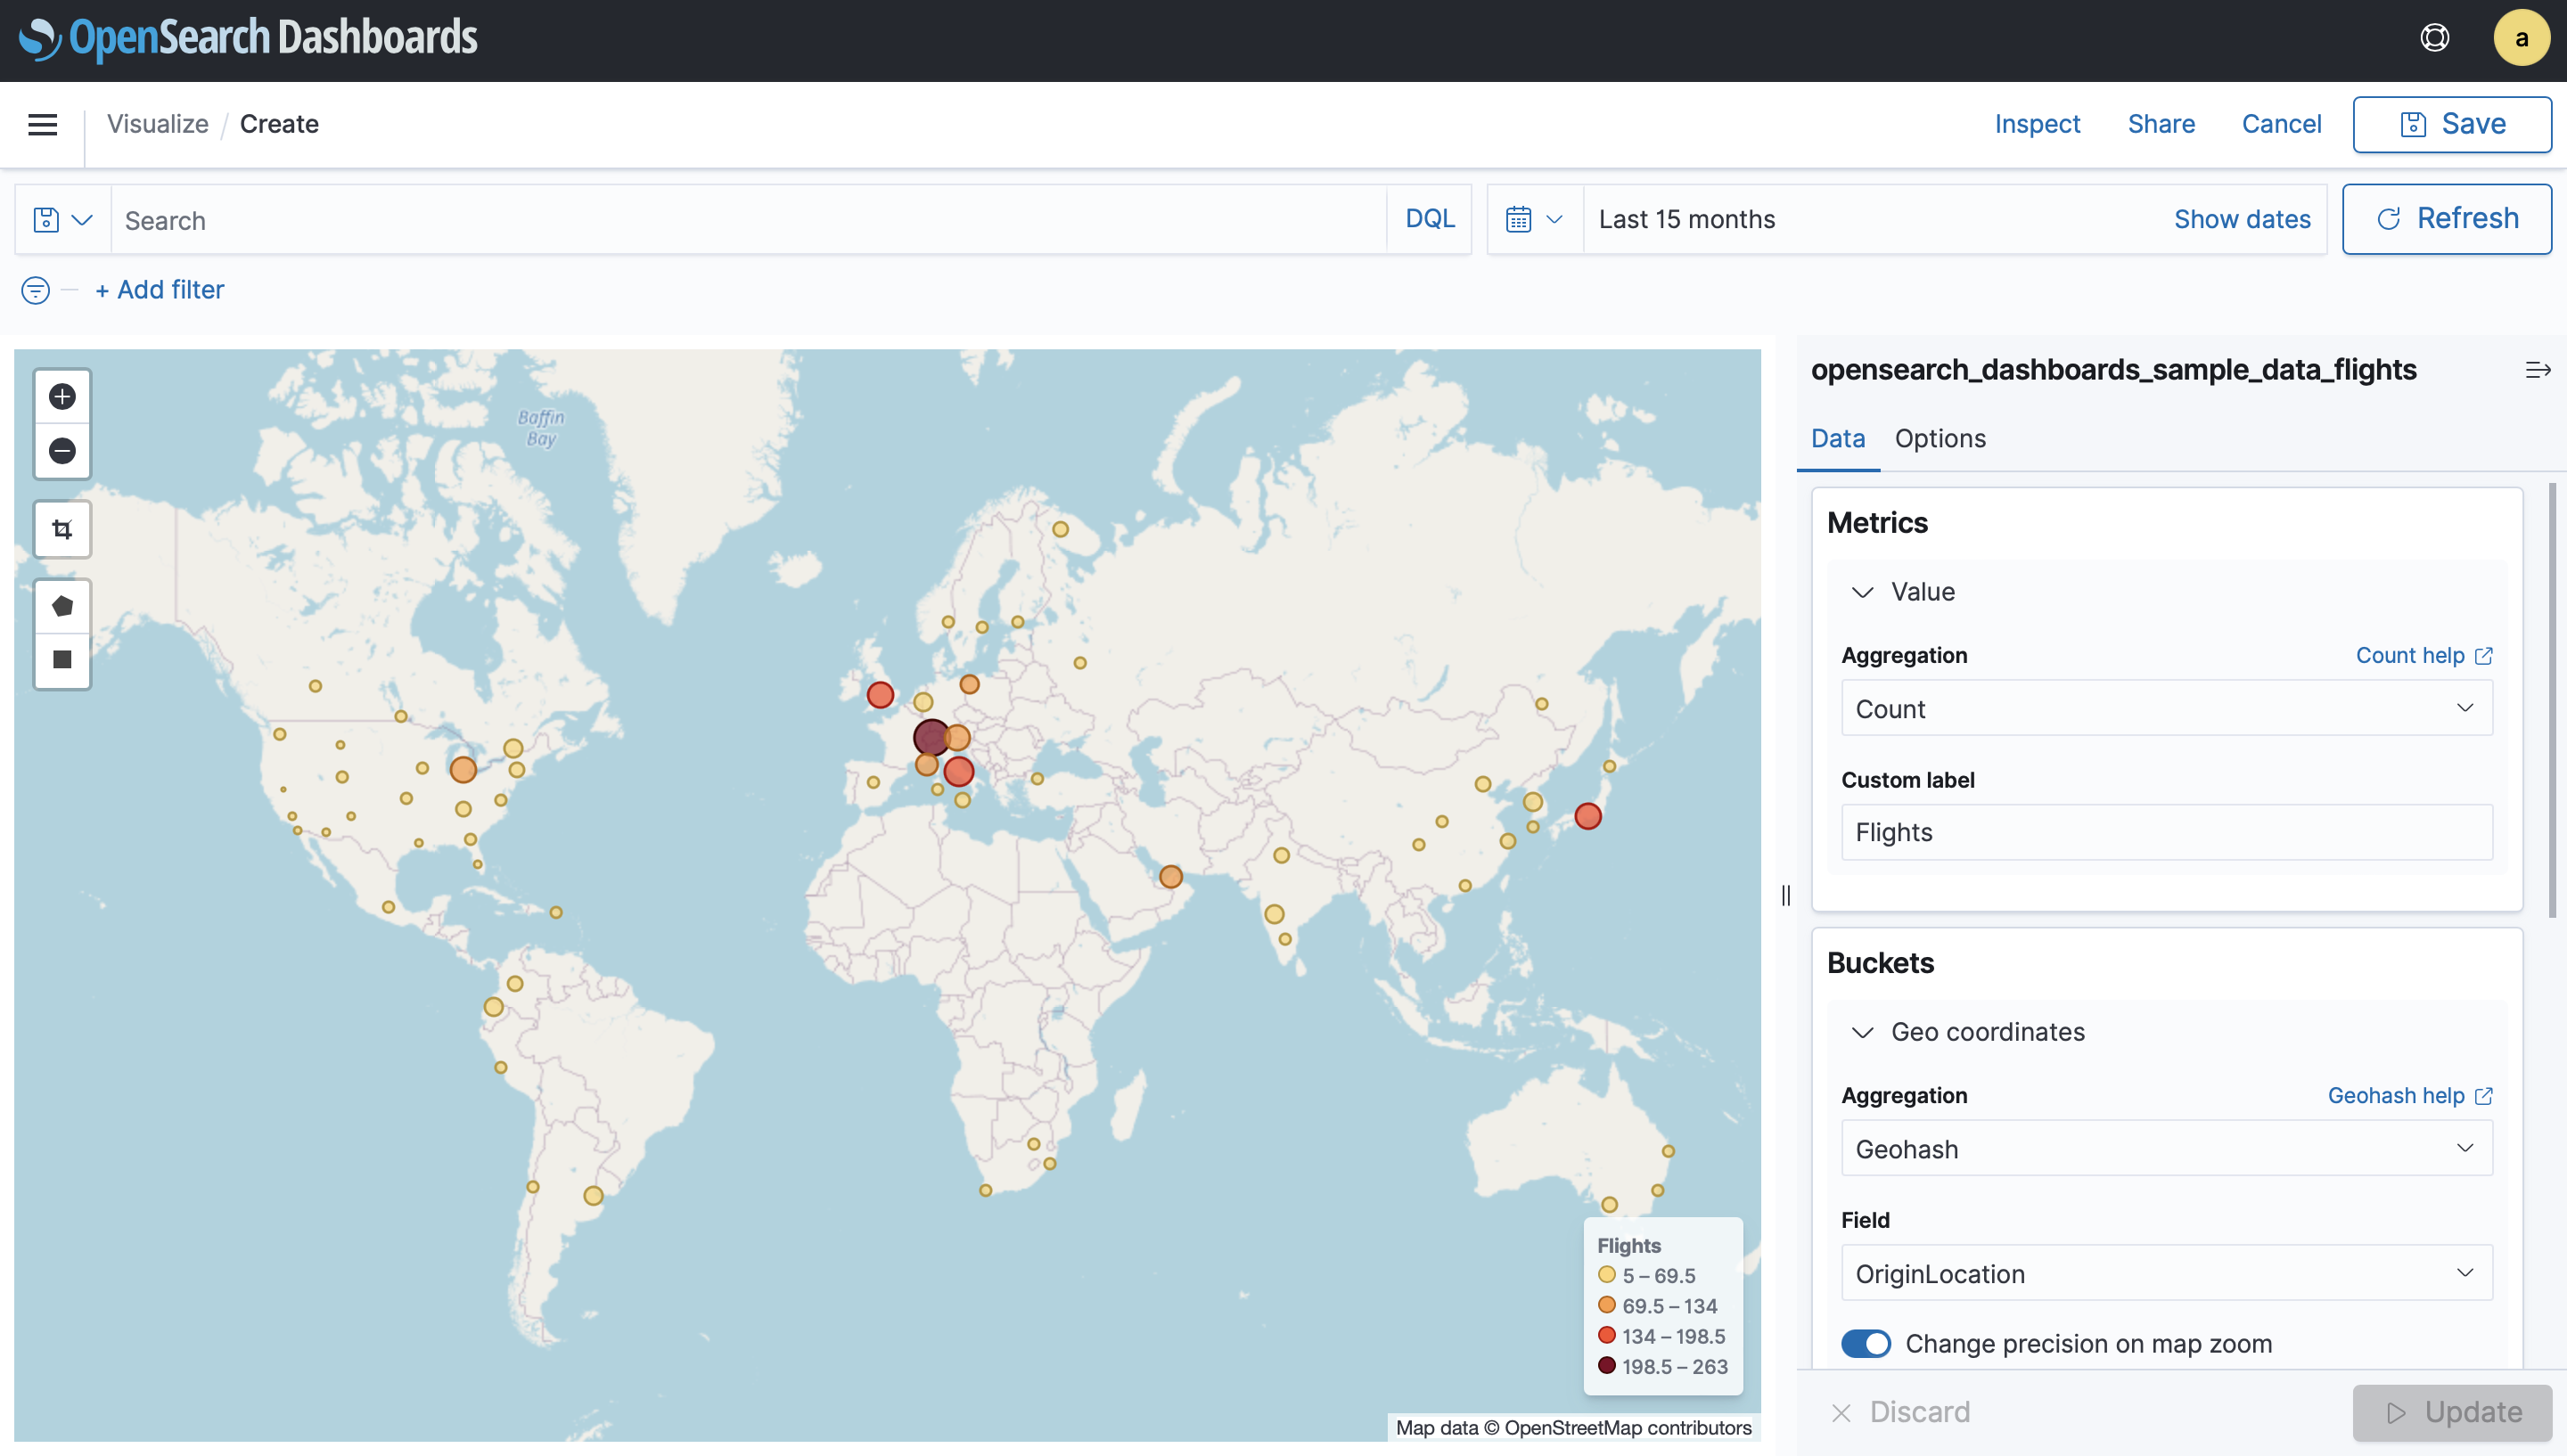 OpenSearch Dashboards
a
Visualize / Create
Inspect
Share
Cancel
Save
Search
DQL
Last 15 months
Show dates
Refresh
+ Add filter
Baffin
Bay
Flights
5 – 69.5
69.5 – 134
134 – 198.5
198.5 – 263
Map data © OpenStreetMap contributors
opensearch_dashboards_sample_data_flights
Data
Options
Metrics
Value
Aggregation
Count help
Count
Custom label
Flights
Buckets
Geo coordinates
Aggregation
Geohash help
Geohash
Field
OriginLocation
Change precision on map zoom
Discard
Update